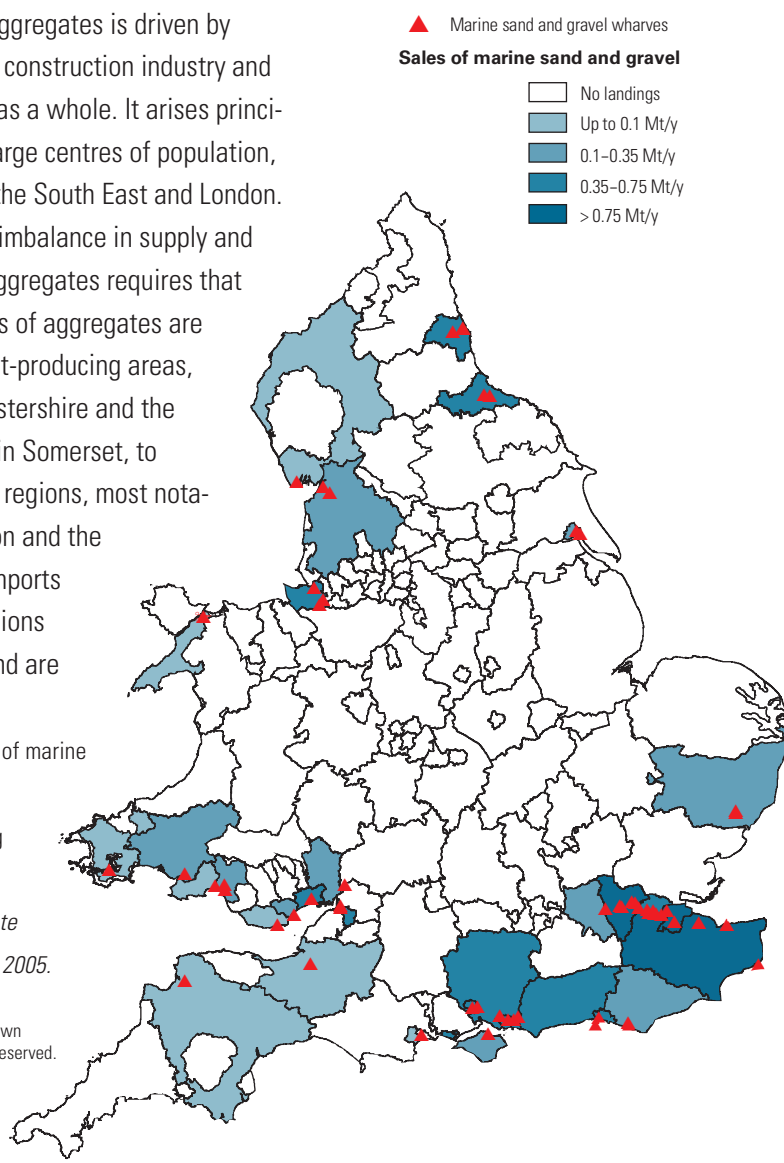 aggregates is driven by
construction industry and
as a whole. It arises princi-
arge centres of population,
the South East and London.
imbalance in supply and
aggregates requires that
s of aggregates are
t-producing areas,
stershire and the
in Somerset, to
regions, most nota-
on and the
mports
ions
nd are
of marine
g
te
2005.
wn
eserved.
Marine sand and gravel wharves
Sales of marine sand and gravel
No landings
Up to 0.1 Mt/y
0.1–0.35 Mt/y
0.35–0.75 Mt/y
> 0.75 Mt/y